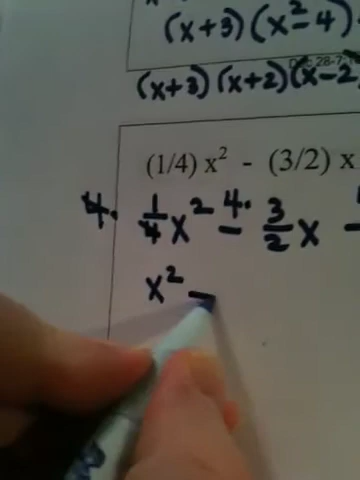 (x+3)(x²-4)
(x+3)(x+2)(x-2)
(1/4) x² - (3/2) x
4. 1/4 x² - 4. 3/2 x -
x² -